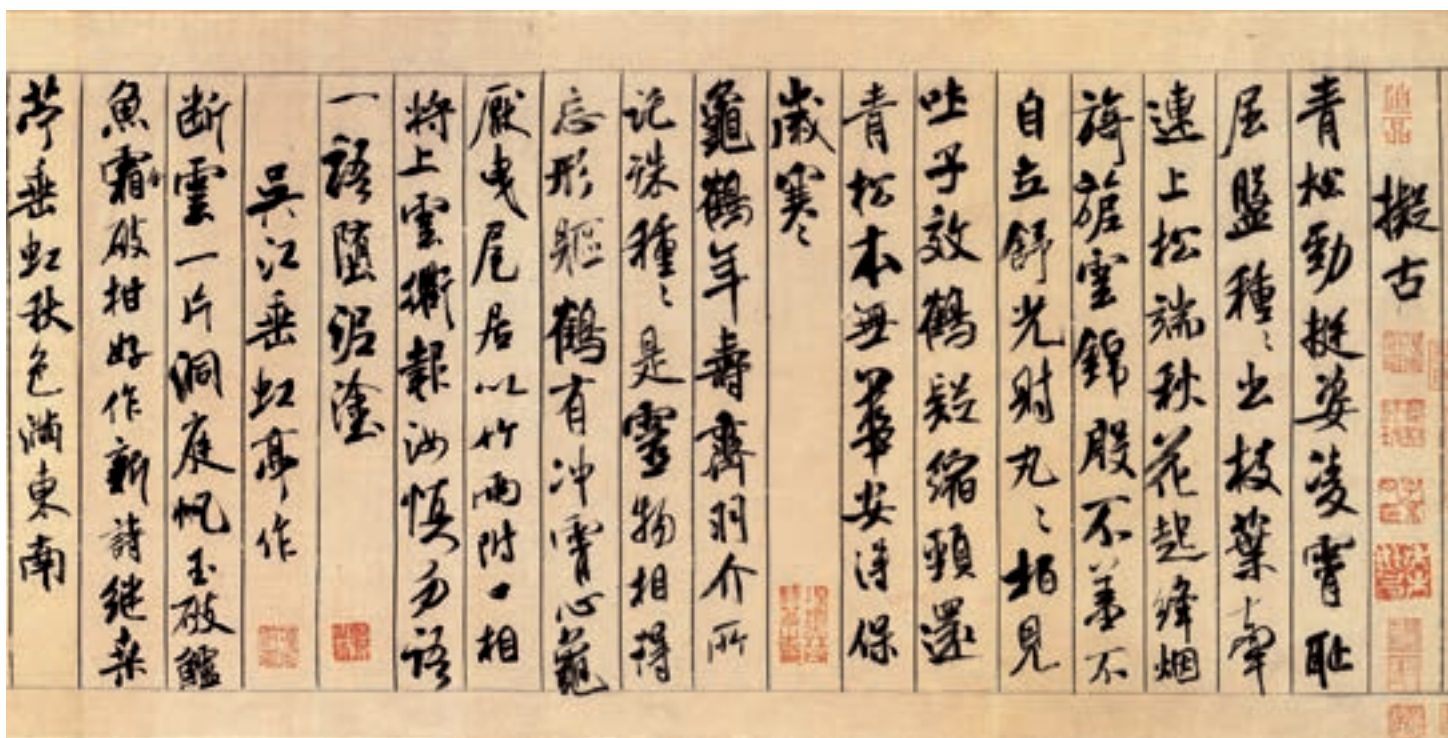 擬古
青松勁挺姿凌霄恥
屈盤種々出枝葉牽
連上松端秋花起絳烟
旖旎雲錦殷不羞不
自立舒光射丸々柏見
吐子效鶴疑縮頸還
青松本無華安得保
歲寒
龜鶴年壽齊羽介所
託殊種々是靈物相得
忘形軀鶴有冲霄心龜
厭曳尾居以竹兩附口相
將上雲衢報汝慎勿語
一語墮泥塗
吳江垂虹亭作
断雲一片洞庭帆玉破鱸
魚霜破柑好作新詩繼桑
苧垂虹秋色滿東南